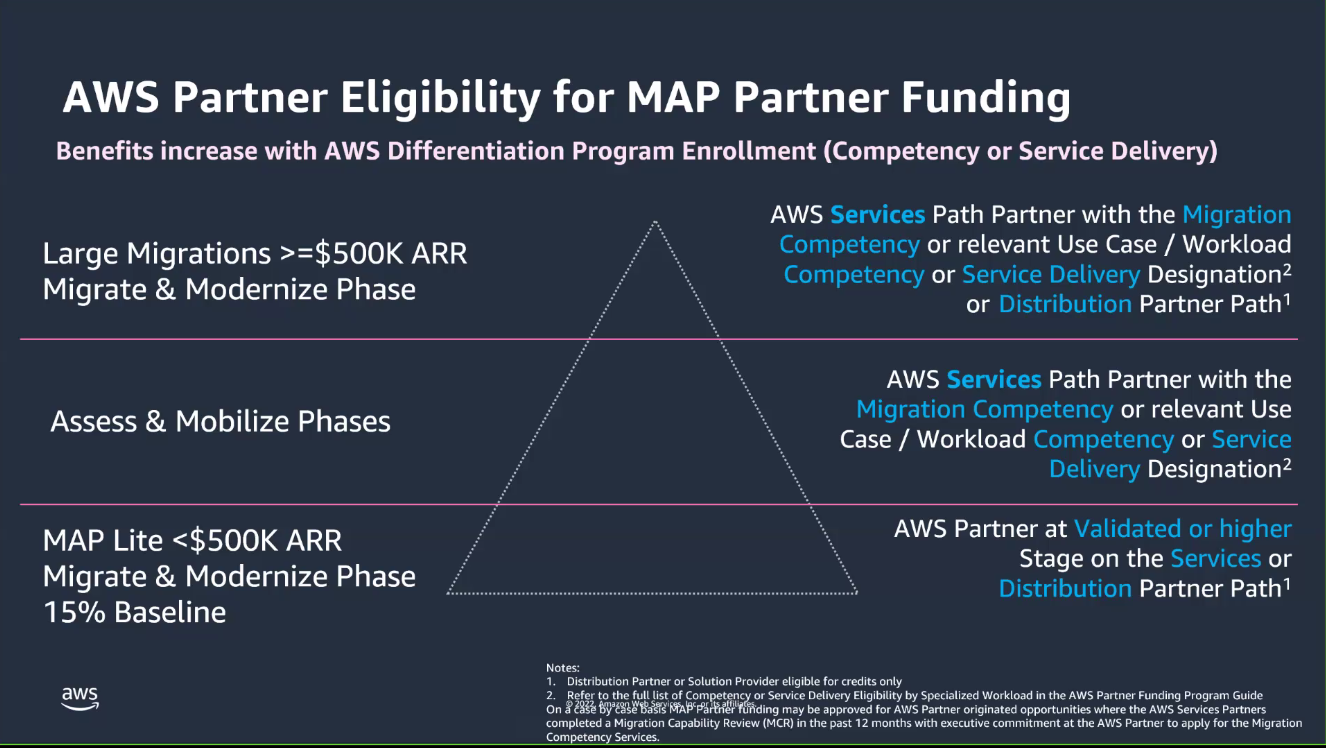 AWS Partner Eligibility for MAP Partner Funding
Benefits increase with AWS Differentiation Program Enrollment (Competency or Service Delivery)
Large Migrations >=$500K ARR
Migrate & Modernize Phase
AWS Services Path Partner with the Migration
Competency or relevant Use Case / Workload
Competency or Service Delivery Designation²
or Distribution Partner Path¹
Assess & Mobilize Phases
AWS Services Path Partner with the
Migration Competency or relevant Use
Case / Workload Competency or Service
Delivery Designation²
MAP Lite <$500K ARR
Migrate & Modernize Phase
15% Baseline
AWS Partner at Validated or higher
Stage on the Services or
Distribution Partner Path¹
aws
Notes:
1. Distribution Partner or Solution Provider eligible for credits only
2. Refer to the full list of Competency or Service Delivery Eligibility by Specialized Workload in the AWS Partner Funding Program Guide
© 2022, Amazon Web Services, Inc. or its affiliates.
On a case by case basis MAP Partner funding may be approved for AWS Partner originated opportunities where the AWS Services Partners
completed a Migration Capability Review (MCR) in the past 12 months with executive commitment at the AWS Partner to apply for the Migration
Competency Services.